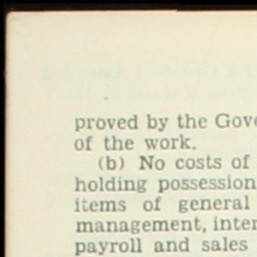 proved by the Gove
of the work.
(b) No costs of
holding possession
items of general
management, inter
payroll and sales